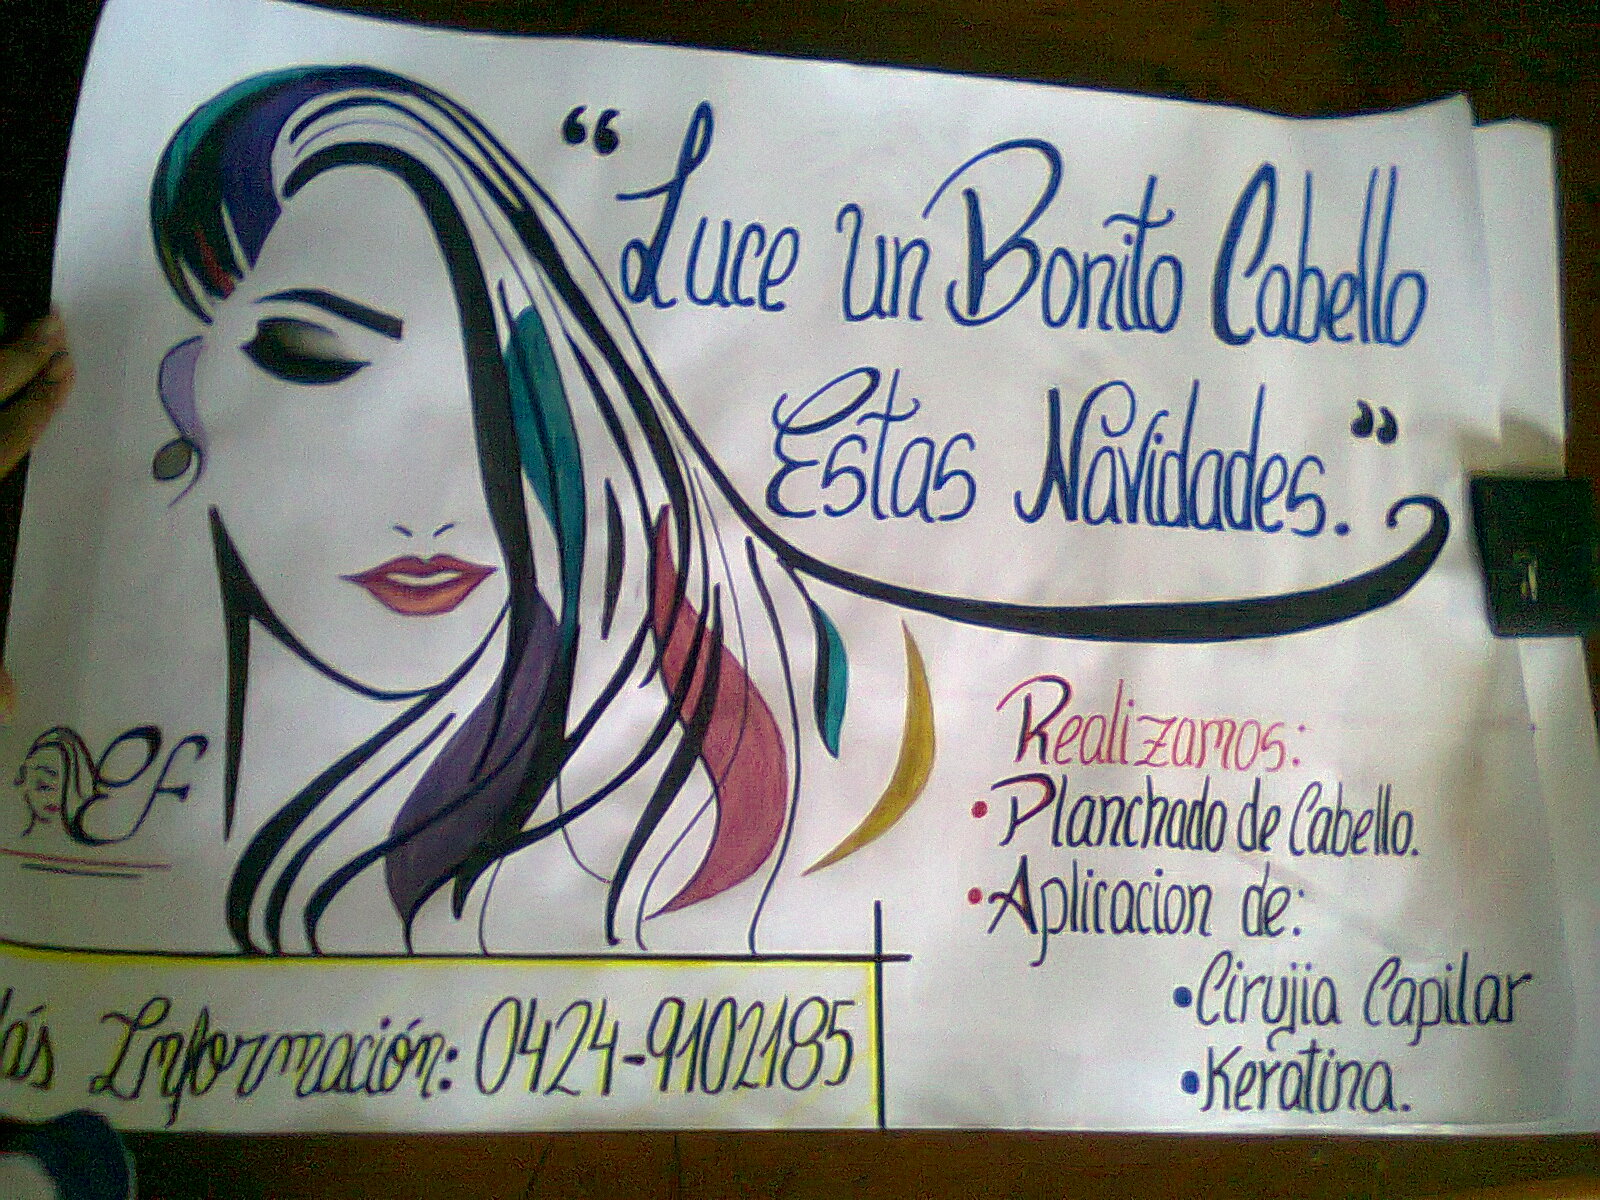 “Luce un Bonito Cabello
Estas Navidades.”
Realizamos:
• Planchado de Cabello.
• Aplicacion de:
• Cirujia Capilar
• Keratina.
Ef
ás Información: 0424-9102185